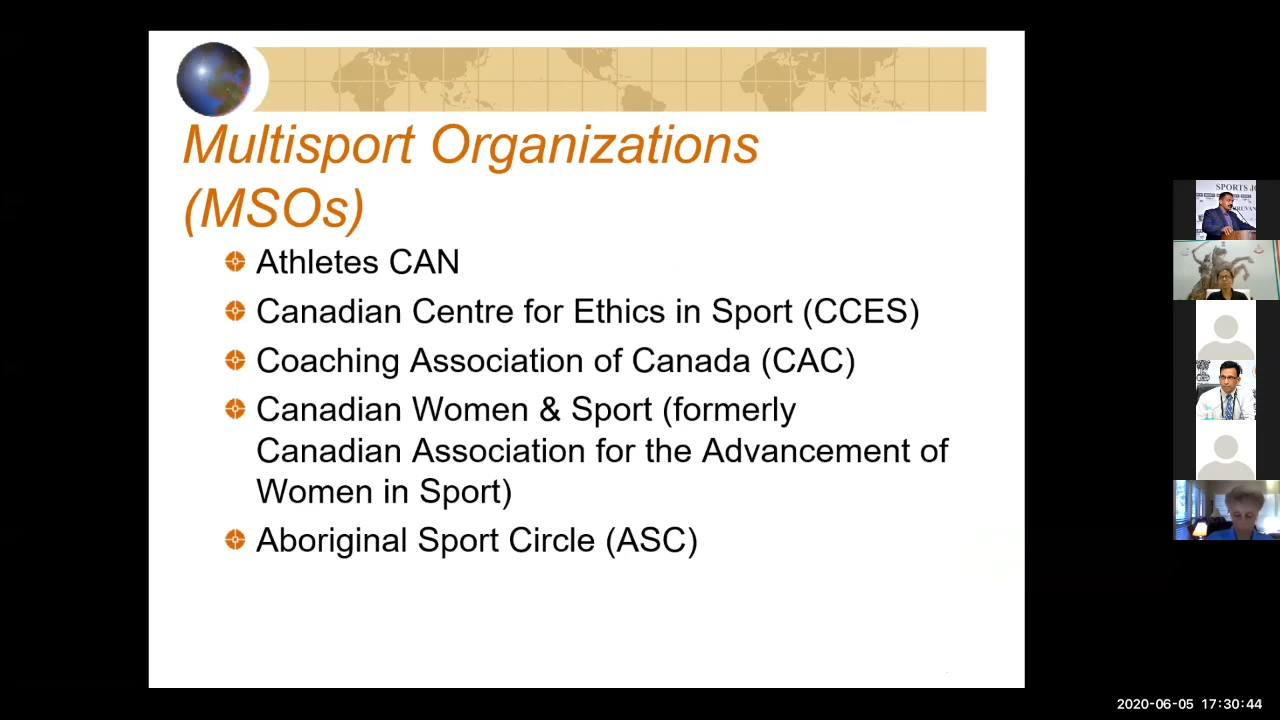 Multisport Organizations
(MSOs)
Athletes CAN
Canadian Centre for Ethics in Sport (CCES)
Coaching Association of Canada (CAC)
Canadian Women & Sport (formerly
Canadian Association for the Advancement of
Women in Sport)
Aboriginal Sport Circle (ASC)
SPORTS
2020-06-05 17:30:44